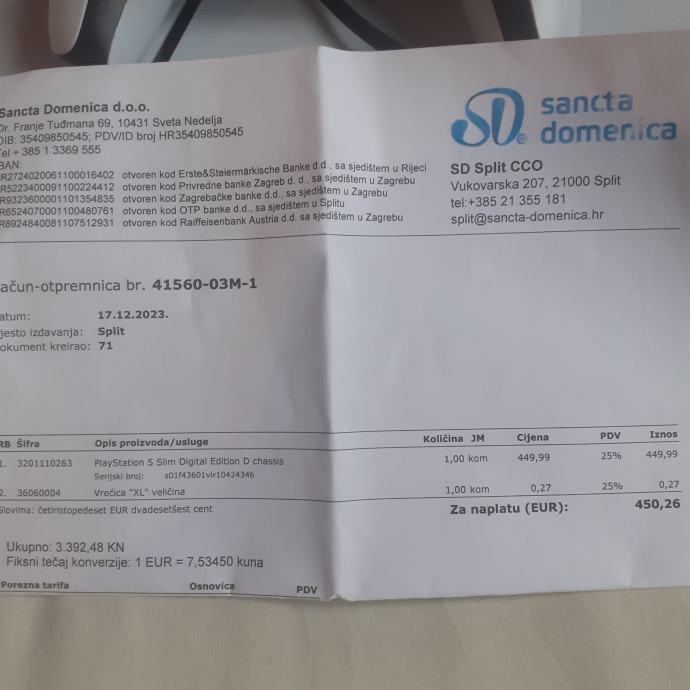 Sancta Domenica d.o.o.
Dr. Franje Tuđmana 69, 10431 Sveta Nedelja
OIB: 35409850545; PDV/ID broj HR35409850545
Tel + 385 1 3369 555
BAN:
R2724020061100016402 otvoren kod Erste&Steiermärkische Banke d.d., sa sjedištem u Rijeci
R5223400091100224412 otvoren kod Privredne banke Zagreb d. d., sa sjedištem u Zagrebu
R9323600001101354835 otvoren kod Zagrebačke banke d.d., sa sjedištem u Zagrebu
R6524070001100480761 otvoren kod OTP banke d.d., sa sjedištem u Splitu
R8924840081107512931 otvoren kod Raiffeisenbank Austria d.d. sa sjedištem u Zagrebu
SD® sancta
domenica
SD Split CCO
Vukovarska 207, 21000 Split
tel:+385 21 355 181
split@sancta-domenica.hr
ačun-otpremnica br. 41560-03M-1
atum: 17.12.2023.
jesto izdavanja: Split
okument kreirao: 71
RB Šifra Opis proizvoda/usluge Količina JM Cijena PDV Iznos
1. 3201110263 PlayStation 5 Slim Digital Edition D chassis 1,00 kom 449,99 25% 449,99
Serijski broj: s01f43601vlr10424346
2. 36060004 Vrećica "XL" veličina 1,00 kom 0,27 25% 0,27
Slovima: četiristopedeset EUR dvadesetšest cent
Za naplatu (EUR): 450,26
Ukupno: 3.392,48 KN
Fiksni tečaj konverzije: 1 EUR = 7,53450 kuna
Porezna tarifa Osnovica PDV